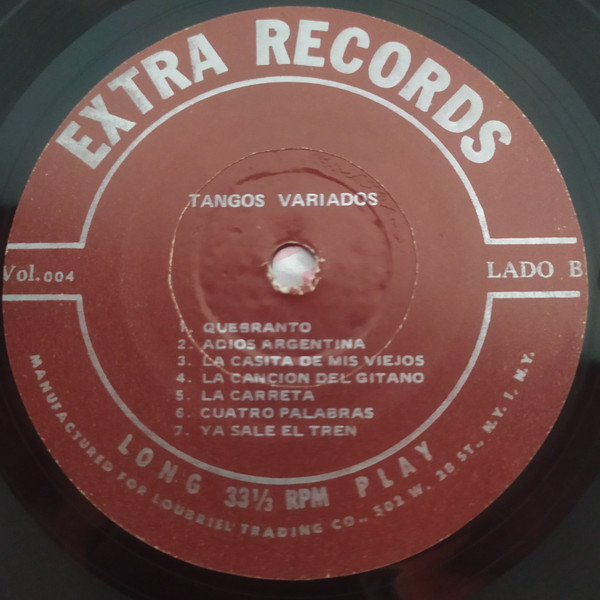 EXTRA RECORDS
TANGOS VARIADOS
Vol. 004
LADO B
1. QUEBRANTO
2. ADIOS ARGENTINA
3. LA CASITA DE MIS VIEJOS
4. LA CANCION DEL GITANO
5. LA CARRETA
6. CUATRO PALABRAS
7. YA SALE EL TREN
LONG 33⅓ RPM PLAY
MANUFACTURED FOR LOUBRIEL TRADING CO., 502 W. 28 ST., N.Y. 1, N.Y.